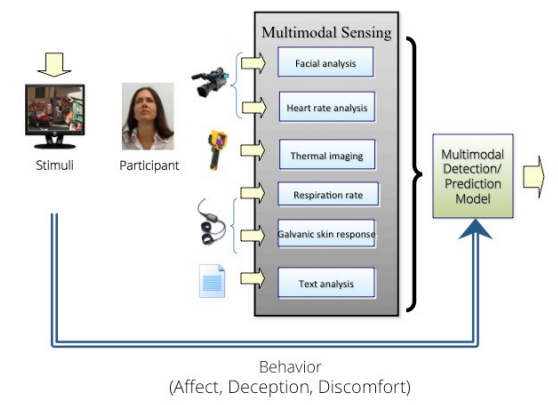 Multimodal Sensing
Facial analysis
Heart rate analysis
Thermal imaging
Respiration rate
Galvanic skin response
Text analysis
Stimuli
Participant
Multimodal
Detection/
Prediction
Model
Behavior
(Affect, Deception, Discomfort)